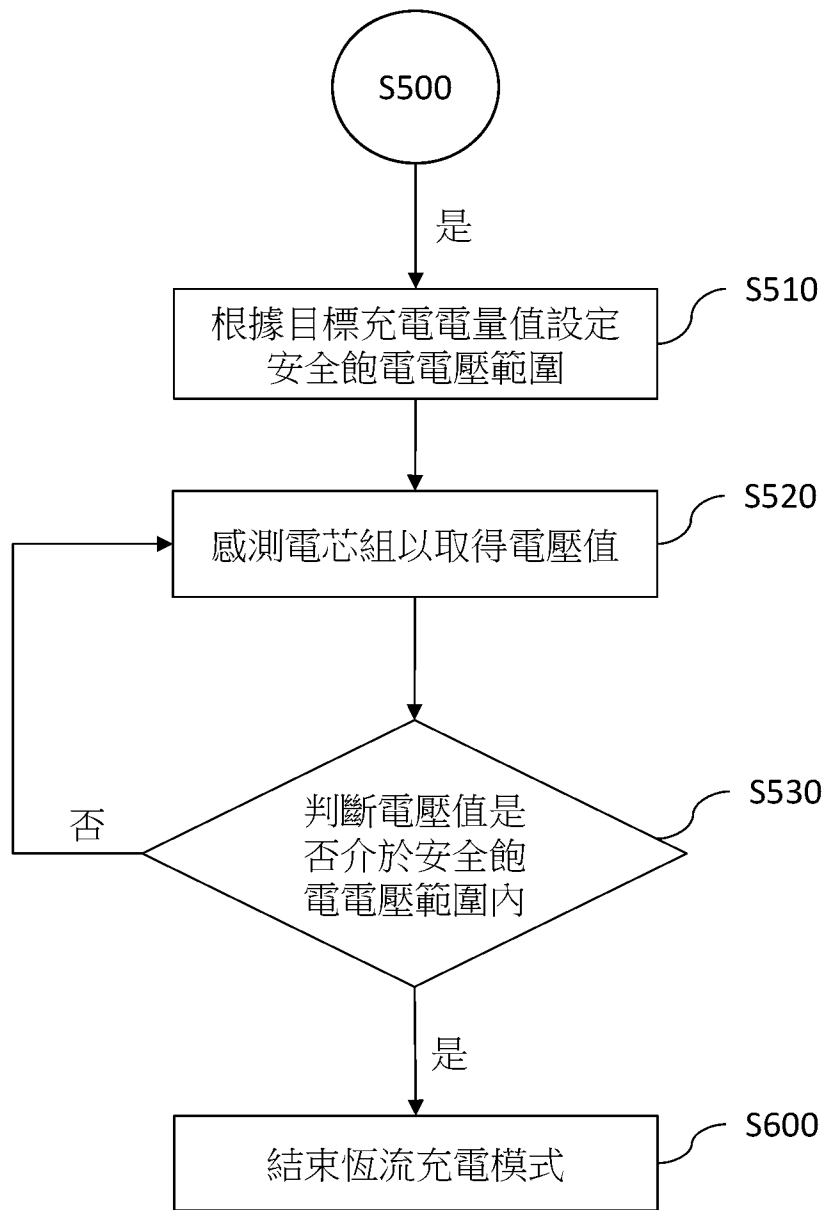 S500
是
S510
根據目標充電電量值設定
安全飽電電壓範圍
S520
感測電芯組以取得電壓值
S530
判斷電壓值是
否介於安全飽
電電壓範圍內
否
是
S600
結束恆流充電模式